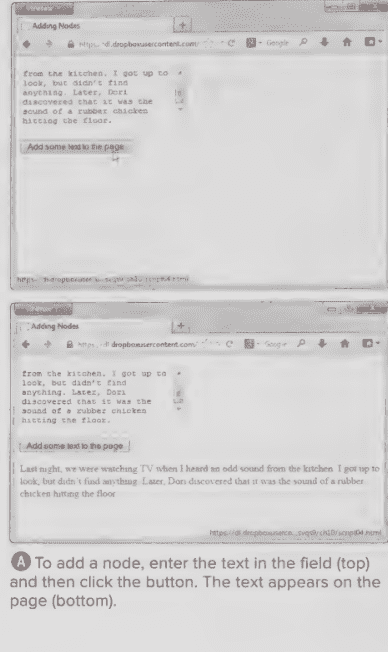 Adding Nodes
dropboxusercontent.com
Google
from the kitchen. I got up to
look, but didn't find
anything. Later, Dori
discovered that it was the
sound of a rubber chicken
hitting the floor.
Add some text to the page
Adding Nodes
dropboxusercontent.com
Google
from the kitchen. I got up to
look, but didn't find
anything. Later, Dori
discovered that it was the
sound of a rubber chicken
hitting the floor.
Add some text to the page
Last night, we were watching TV when I heard an odd sound from the kitchen. I got up to
look, but didn't find anything. Later, Dori discovered that it was the sound of a rubber
chicken hitting the floor
A To add a node, enter the text in the field (top)
and then click the button. The text appears on the
page (bottom).